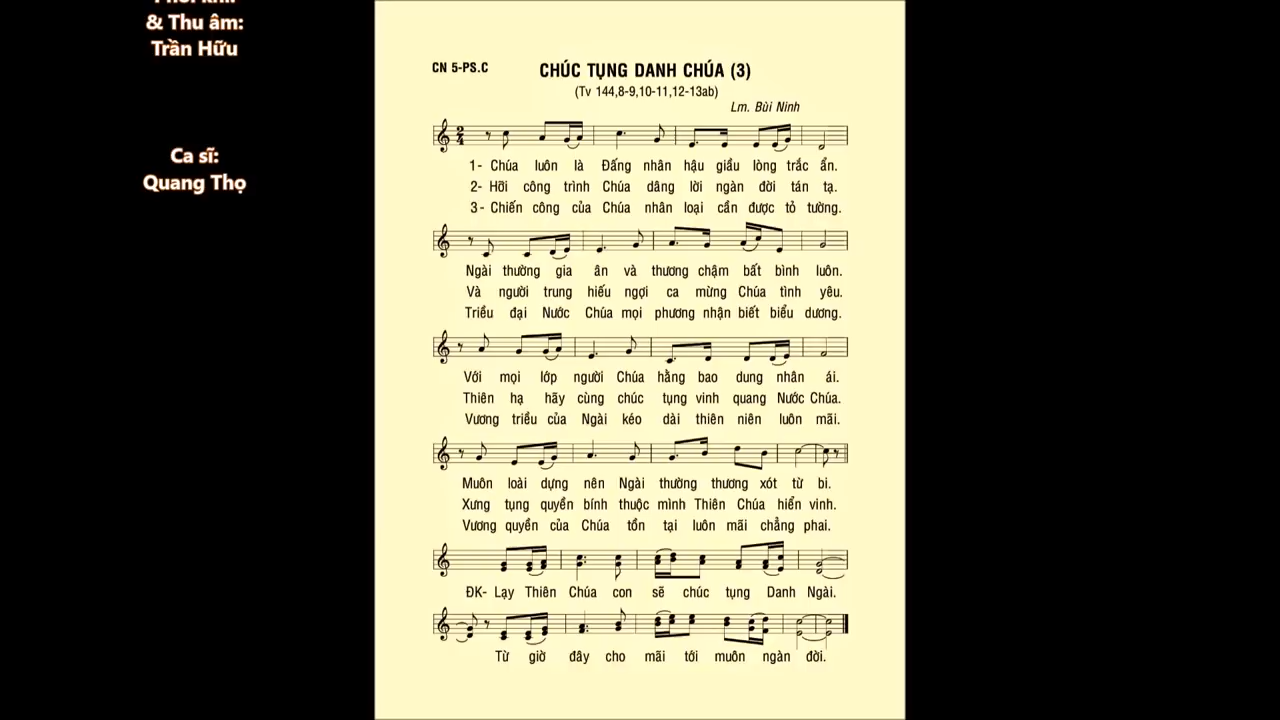 & Thu âm:
Trần Hữu
Ca sĩ:
Quang Thọ
CN 5-PS.C
CHÚC TỤNG DANH CHÚA (3)
(Tv 144,8-9,10-11,12-13ab)
Lm. Bùi Ninh
1- Chúa luôn là Đấng nhân hậu giầu lòng trắc ẩn.
2- Hỡi công trình Chúa dâng lời ngàn đời tán tạ.
3- Chiến công của Chúa nhân loại cần được tỏ tường.
Ngài thường gia ân và thương chậm bất bình luôn.
Và người trung hiếu ngợi ca mừng Chúa tình yêu.
Triều đại Nước Chúa mọi phương nhận biết biểu dương.
Với mọi lớp người Chúa hằng bao dung nhân ái.
Thiên hạ hãy cùng chúc tụng vinh quang Nước Chúa.
Vương triều của Ngài kéo dài thiên niên luôn mãi.
Muôn loài dựng nên Ngài thường thương xót từ bi.
Xưng tụng quyền bính thuộc mình Thiên Chúa hiển vinh.
Vương quyền của Chúa tồn tại luôn mãi chẳng phai.
ĐK- Lạy Thiên Chúa con sẽ chúc tụng Danh Ngài.
Từ giờ đây cho mãi tới muôn ngàn đời.